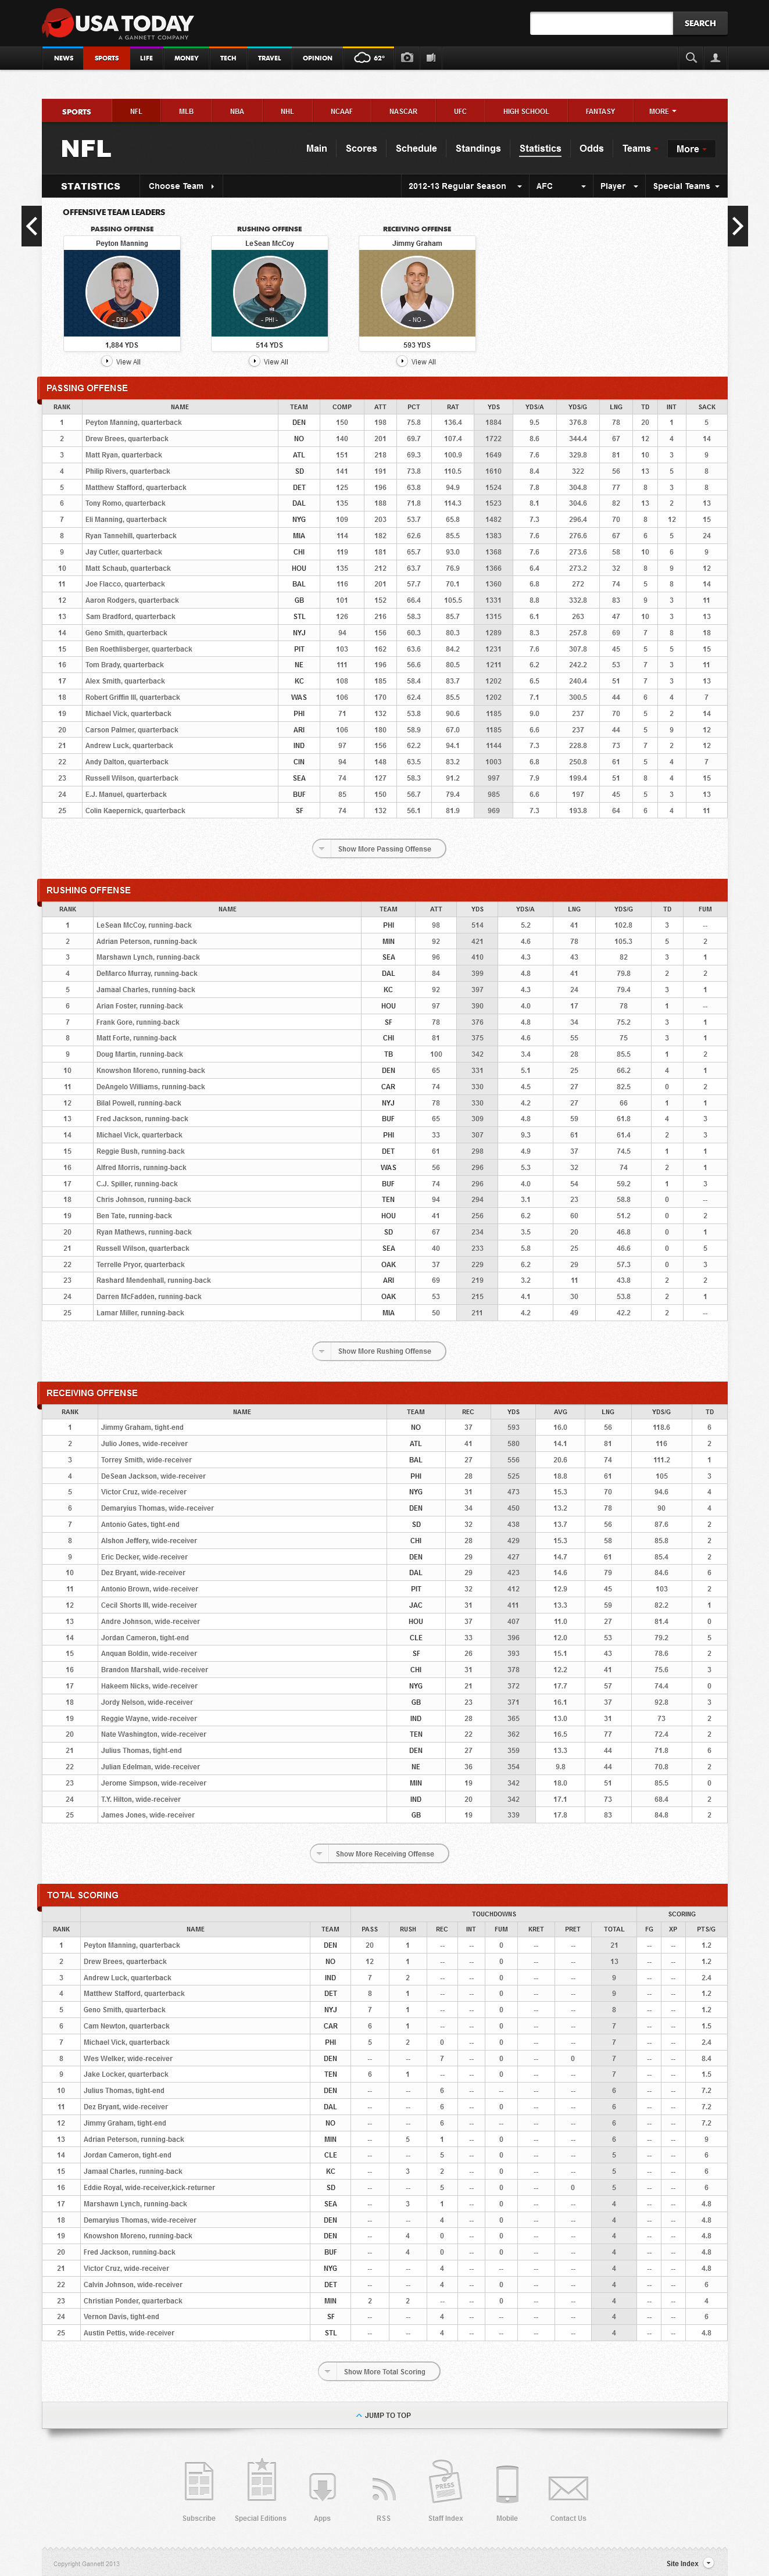 USA TODAY
A GANNETT COMPANY
SEARCH
NEWS SPORTS LIFE MONEY TECH TRAVEL OPINION 62°
SPORTS NFL MLB NBA NHL NCAAF NASCAR UFC HIGH SCHOOL FANTASY MORE
NFL Main Scores Schedule Standings Statistics Odds Teams More
STATISTICS Choose Team 2012-13 Regular Season AFC Player Special Teams
OFFENSIVE TEAM LEADERS
PASSING OFFENSE RUSHING OFFENSE RECEIVING OFFENSE
Peyton Manning LeSean McCoy Jimmy Graham
- DEN - - PHI - - NO -
1,884 YDS 514 YDS 593 YDS
View All View All View All
PASSING OFFENSE
RANK NAME TEAM COMP ATT PCT RAT YDS YDS/A YDS/G LNG TD INT SACK
1 Peyton Manning, quarterback DEN 150 198 75.8 136.4 1884 9.5 376.8 78 20 1 5
2 Drew Brees, quarterback NO 140 201 69.7 107.4 1722 8.6 344.4 67 12 4 14
3 Matt Ryan, quarterback ATL 151 218 69.3 100.9 1649 7.6 329.8 81 10 3 9
4 Philip Rivers, quarterback SD 141 191 73.8 110.5 1610 8.4 322 56 13 5 8
5 Matthew Stafford, quarterback DET 125 196 63.8 94.9 1524 7.8 304.8 77 8 3 8
6 Tony Romo, quarterback DAL 135 188 71.8 114.3 1523 8.1 304.6 82 13 2 13
7 Eli Manning, quarterback NYG 109 203 53.7 65.8 1482 7.3 296.4 70 8 12 15
8 Ryan Tannehill, quarterback MIA 114 182 62.6 85.5 1383 7.6 276.6 67 6 5 24
9 Jay Cutler, quarterback CHI 119 181 65.7 93.0 1368 7.6 273.6 58 10 6 9
10 Matt Schaub, quarterback HOU 135 212 63.7 76.9 1366 6.4 273.2 32 8 9 12
11 Joe Flacco, quarterback BAL 116 201 57.7 70.1 1360 6.8 272 74 5 8 14
12 Aaron Rodgers, quarterback GB 101 152 66.4 105.5 1331 8.8 332.8 83 9 3 11
13 Sam Bradford, quarterback STL 126 216 58.3 85.7 1315 6.1 263 47 10 3 13
14 Geno Smith, quarterback NYJ 94 156 60.3 80.3 1289 8.3 257.8 69 7 8 18
15 Ben Roethlisberger, quarterback PIT 103 162 63.6 84.2 1231 7.6 307.8 45 5 5 15
16 Tom Brady, quarterback NE 111 196 56.6 80.5 1211 6.2 242.2 53 7 3 11
17 Alex Smith, quarterback KC 108 185 58.4 83.7 1202 6.5 240.4 51 7 3 13
18 Robert Griffin III, quarterback WAS 106 170 62.4 85.5 1202 7.1 300.5 44 6 4 7
19 Michael Vick, quarterback PHI 71 132 53.8 90.6 1185 9.0 237 70 5 2 14
20 Carson Palmer, quarterback ARI 106 180 58.9 67.0 1185 6.6 237 44 5 9 12
21 Andrew Luck, quarterback IND 97 156 62.2 94.1 1144 7.3 228.8 73 7 2 12
22 Andy Dalton, quarterback CIN 94 148 63.5 83.2 1003 6.8 250.8 61 5 4 7
23 Russell Wilson, quarterback SEA 74 127 58.3 91.2 997 7.9 199.4 51 8 4 15
24 E.J. Manuel, quarterback BUF 85 150 56.7 79.4 985 6.6 197 45 5 3 13
25 Colin Kaepernick, quarterback SF 74 132 56.1 81.9 969 7.3 193.8 64 6 4 11
Show More Passing Offense
RUSHING OFFENSE
RANK NAME TEAM ATT YDS YDS/A LNG YDS/G TD FUM
1 LeSean McCoy, running-back PHI 98 514 5.2 41 102.8 3 --
2 Adrian Peterson, running-back MIN 92 421 4.6 78 105.3 5 2
3 Marshawn Lynch, running-back SEA 96 410 4.3 43 82 3 1
4 DeMarco Murray, running-back DAL 84 399 4.8 41 79.8 2 2
5 Jamaal Charles, running-back KC 92 397 4.3 24 79.4 3 1
6 Arian Foster, running-back HOU 97 390 4.0 17 78 1 --
7 Frank Gore, running-back SF 78 376 4.8 34 75.2 3 1
8 Matt Forte, running-back CHI 81 375 4.6 55 75 3 1
9 Doug Martin, running-back TB 100 342 3.4 28 85.5 1 2
10 Knowshon Moreno, running-back DEN 65 331 5.1 25 66.2 4 1
11 DeAngelo Williams, running-back CAR 74 330 4.5 27 82.5 0 2
12 Bilal Powell, running-back NYJ 78 330 4.2 27 66 1 1
13 Fred Jackson, running-back BUF 65 309 4.8 59 61.8 4 3
14 Michael Vick, quarterback PHI 33 307 9.3 61 61.4 2 3
15 Reggie Bush, running-back DET 61 298 4.9 37 74.5 1 1
16 Alfred Morris, running-back WAS 56 296 5.3 32 74 2 1
17 C.J. Spiller, running-back BUF 74 296 4.0 54 59.2 1 3
18 Chris Johnson, running-back TEN 94 294 3.1 23 58.8 0 --
19 Ben Tate, running-back HOU 41 256 6.2 60 51.2 0 2
20 Ryan Mathews, running-back SD 67 234 3.5 20 46.8 0 1
21 Russell Wilson, quarterback SEA 40 233 5.8 25 46.6 0 5
22 Terrelle Pryor, quarterback OAK 37 229 6.2 29 57.3 0 3
23 Rashard Mendenhall, running-back ARI 69 219 3.2 11 43.8 2 2
24 Darren McFadden, running-back OAK 53 215 4.1 30 53.8 2 1
25 Lamar Miller, running-back MIA 50 211 4.2 49 42.2 2 --
Show More Rushing Offense
RECEIVING OFFENSE
RANK NAME TEAM REC YDS AVG LNG YDS/G TD
1 Jimmy Graham, tight-end NO 37 593 16.0 56 118.6 6
2 Julio Jones, wide-receiver ATL 41 580 14.1 81 116 2
3 Torrey Smith, wide-receiver BAL 27 556 20.6 74 111.2 1
4 DeSean Jackson, wide-receiver PHI 28 525 18.8 61 105 3
5 Victor Cruz, wide-receiver NYG 31 473 15.3 70 94.6 4
6 Demaryius Thomas, wide-receiver DEN 34 450 13.2 78 90 4
7 Antonio Gates, tight-end SD 32 438 13.7 56 87.6 2
8 Alshon Jeffery, wide-receiver CHI 28 429 15.3 58 85.8 2
9 Eric Decker, wide-receiver DEN 29 427 14.7 61 85.4 2
10 Dez Bryant, wide-receiver DAL 29 423 14.6 79 84.6 6
11 Antonio Brown, wide-receiver PIT 32 412 12.9 45 103 2
12 Cecil Shorts III, wide-receiver JAC 31 411 13.3 59 82.2 1
13 Andre Johnson, wide-receiver HOU 37 407 11.0 27 81.4 0
14 Jordan Cameron, tight-end CLE 33 396 12.0 53 79.2 5
15 Anquan Boldin, wide-receiver SF 26 393 15.1 43 78.6 2
16 Brandon Marshall, wide-receiver CHI 31 378 12.2 41 75.6 3
17 Hakeem Nicks, wide-receiver NYG 21 372 17.7 57 74.4 0
18 Jordy Nelson, wide-receiver GB 23 371 16.1 37 92.8 3
19 Reggie Wayne, wide-receiver IND 28 365 13.0 31 73 2
20 Nate Washington, wide-receiver TEN 22 362 16.5 77 72.4 2
21 Julius Thomas, tight-end DEN 27 359 13.3 44 71.8 6
22 Julian Edelman, wide-receiver NE 36 354 9.8 44 70.8 2
23 Jerome Simpson, wide-receiver MIN 19 342 18.0 51 85.5 0
24 T.Y. Hilton, wide-receiver IND 20 342 17.1 73 68.4 2
25 James Jones, wide-receiver GB 19 339 17.8 83 84.8 2
Show More Receiving Offense
TOTAL SCORING
TOUCHDOWNS SCORING
RANK NAME TEAM PASS RUSH REC INT FUM KRET PRET TOTAL FG XP PTS/G
1 Peyton Manning, quarterback DEN 20 1 -- -- 0 -- -- 21 -- -- 1.2
2 Drew Brees, quarterback NO 12 1 -- -- 0 -- -- 13 -- -- 1.2
3 Andrew Luck, quarterback IND 7 2 -- -- 0 -- -- 9 -- -- 2.4
4 Matthew Stafford, quarterback DET 8 1 -- -- 0 -- -- 9 -- -- 1.2
5 Geno Smith, quarterback NYJ 7 1 -- -- 0 -- -- 8 -- -- 1.2
6 Cam Newton, quarterback CAR 6 1 -- -- 0 -- -- 7 -- -- 1.5
7 Michael Vick, quarterback PHI 5 2 0 -- 0 -- -- 7 -- -- 2.4
8 Wes Welker, wide-receiver DEN -- -- 7 -- 0 -- 0 7 -- -- 8.4
9 Jake Locker, quarterback TEN 6 1 -- -- 0 -- -- 7 -- -- 1.5
10 Julius Thomas, tight-end DEN -- -- 6 -- 0 -- -- 6 -- -- 7.2
11 Dez Bryant, wide-receiver DAL -- -- 6 -- 0 -- -- 6 -- -- 7.2
12 Jimmy Graham, tight-end NO -- -- 6 -- 0 -- -- 6 -- -- 7.2
13 Adrian Peterson, running-back MIN -- 5 1 -- 0 -- -- 6 -- -- 9
14 Jordan Cameron, tight-end CLE -- -- 5 -- 0 -- -- 5 -- -- 6
15 Jamaal Charles, running-back KC -- 3 2 -- 0 -- -- 5 -- -- 6
16 Eddie Royal, wide-receiver,kick-returner SD -- -- 5 -- 0 -- 0 5 -- -- 6
17 Marshawn Lynch, running-back SEA -- 3 1 -- 0 -- -- 4 -- -- 4.8
18 Demaryius Thomas, wide-receiver DEN -- -- 4 -- 0 -- -- 4 -- -- 4.8
19 Knowshon Moreno, running-back DEN -- 4 0 -- 0 -- -- 4 -- -- 4.8
20 Fred Jackson, running-back BUF -- 4 0 -- 0 -- -- 4 -- -- 4.8
21 Victor Cruz, wide-receiver NYG -- -- 4 -- 0 -- -- 4 -- -- 4.8
22 Calvin Johnson, wide-receiver DET -- -- 4 -- 0 -- -- 4 -- -- 6
23 Christian Ponder, quarterback MIN 2 2 -- -- 0 -- -- 4 -- -- 4
24 Vernon Davis, tight-end SF -- -- 4 -- 0 -- -- 4 -- -- 6
25 Austin Pettis, wide-receiver STL -- -- 4 -- 0 -- -- 4 -- -- 4.8
Show More Total Scoring
JUMP TO TOP
PRESS
Subscribe Special Editions Apps RSS Staff Index Mobile Contact Us
Copyright Gannett 2013 Site Index